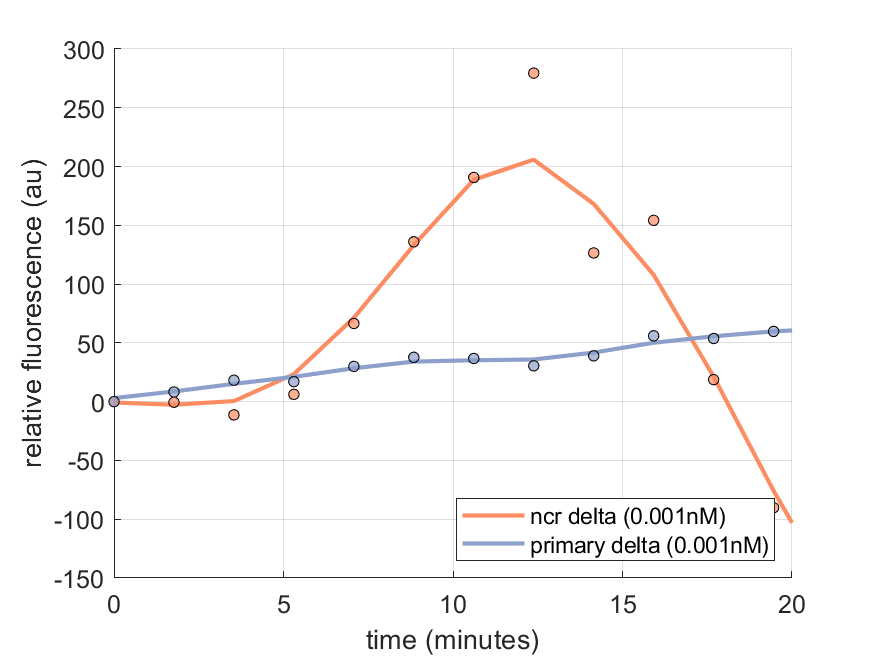 300
250
200
150
100
50
0
-50
-100
-150
relative fluorescence (au)
0 5 10 15 20
time (minutes)
ncr delta (0.001nM)
primary delta (0.001nM)